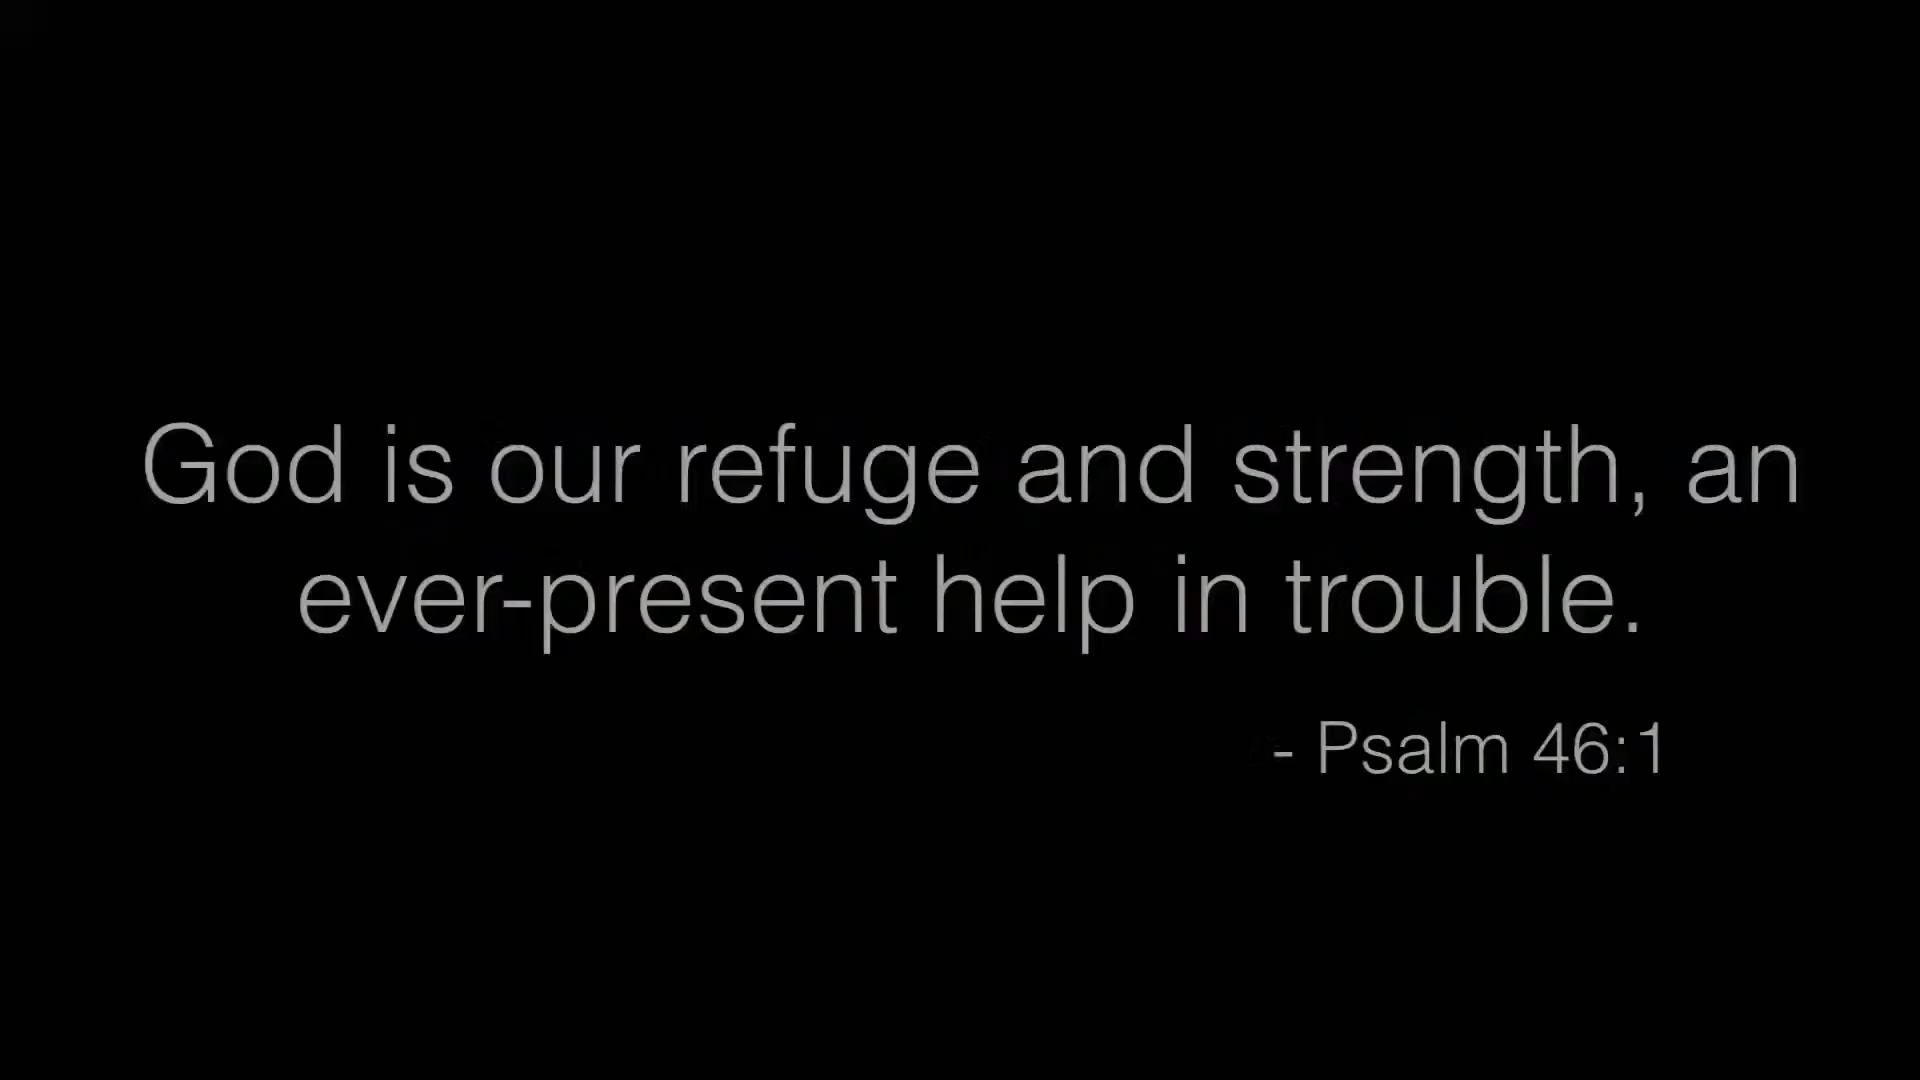 God is our refuge and strength, an
ever-present help in trouble.
- Psalm 46:1